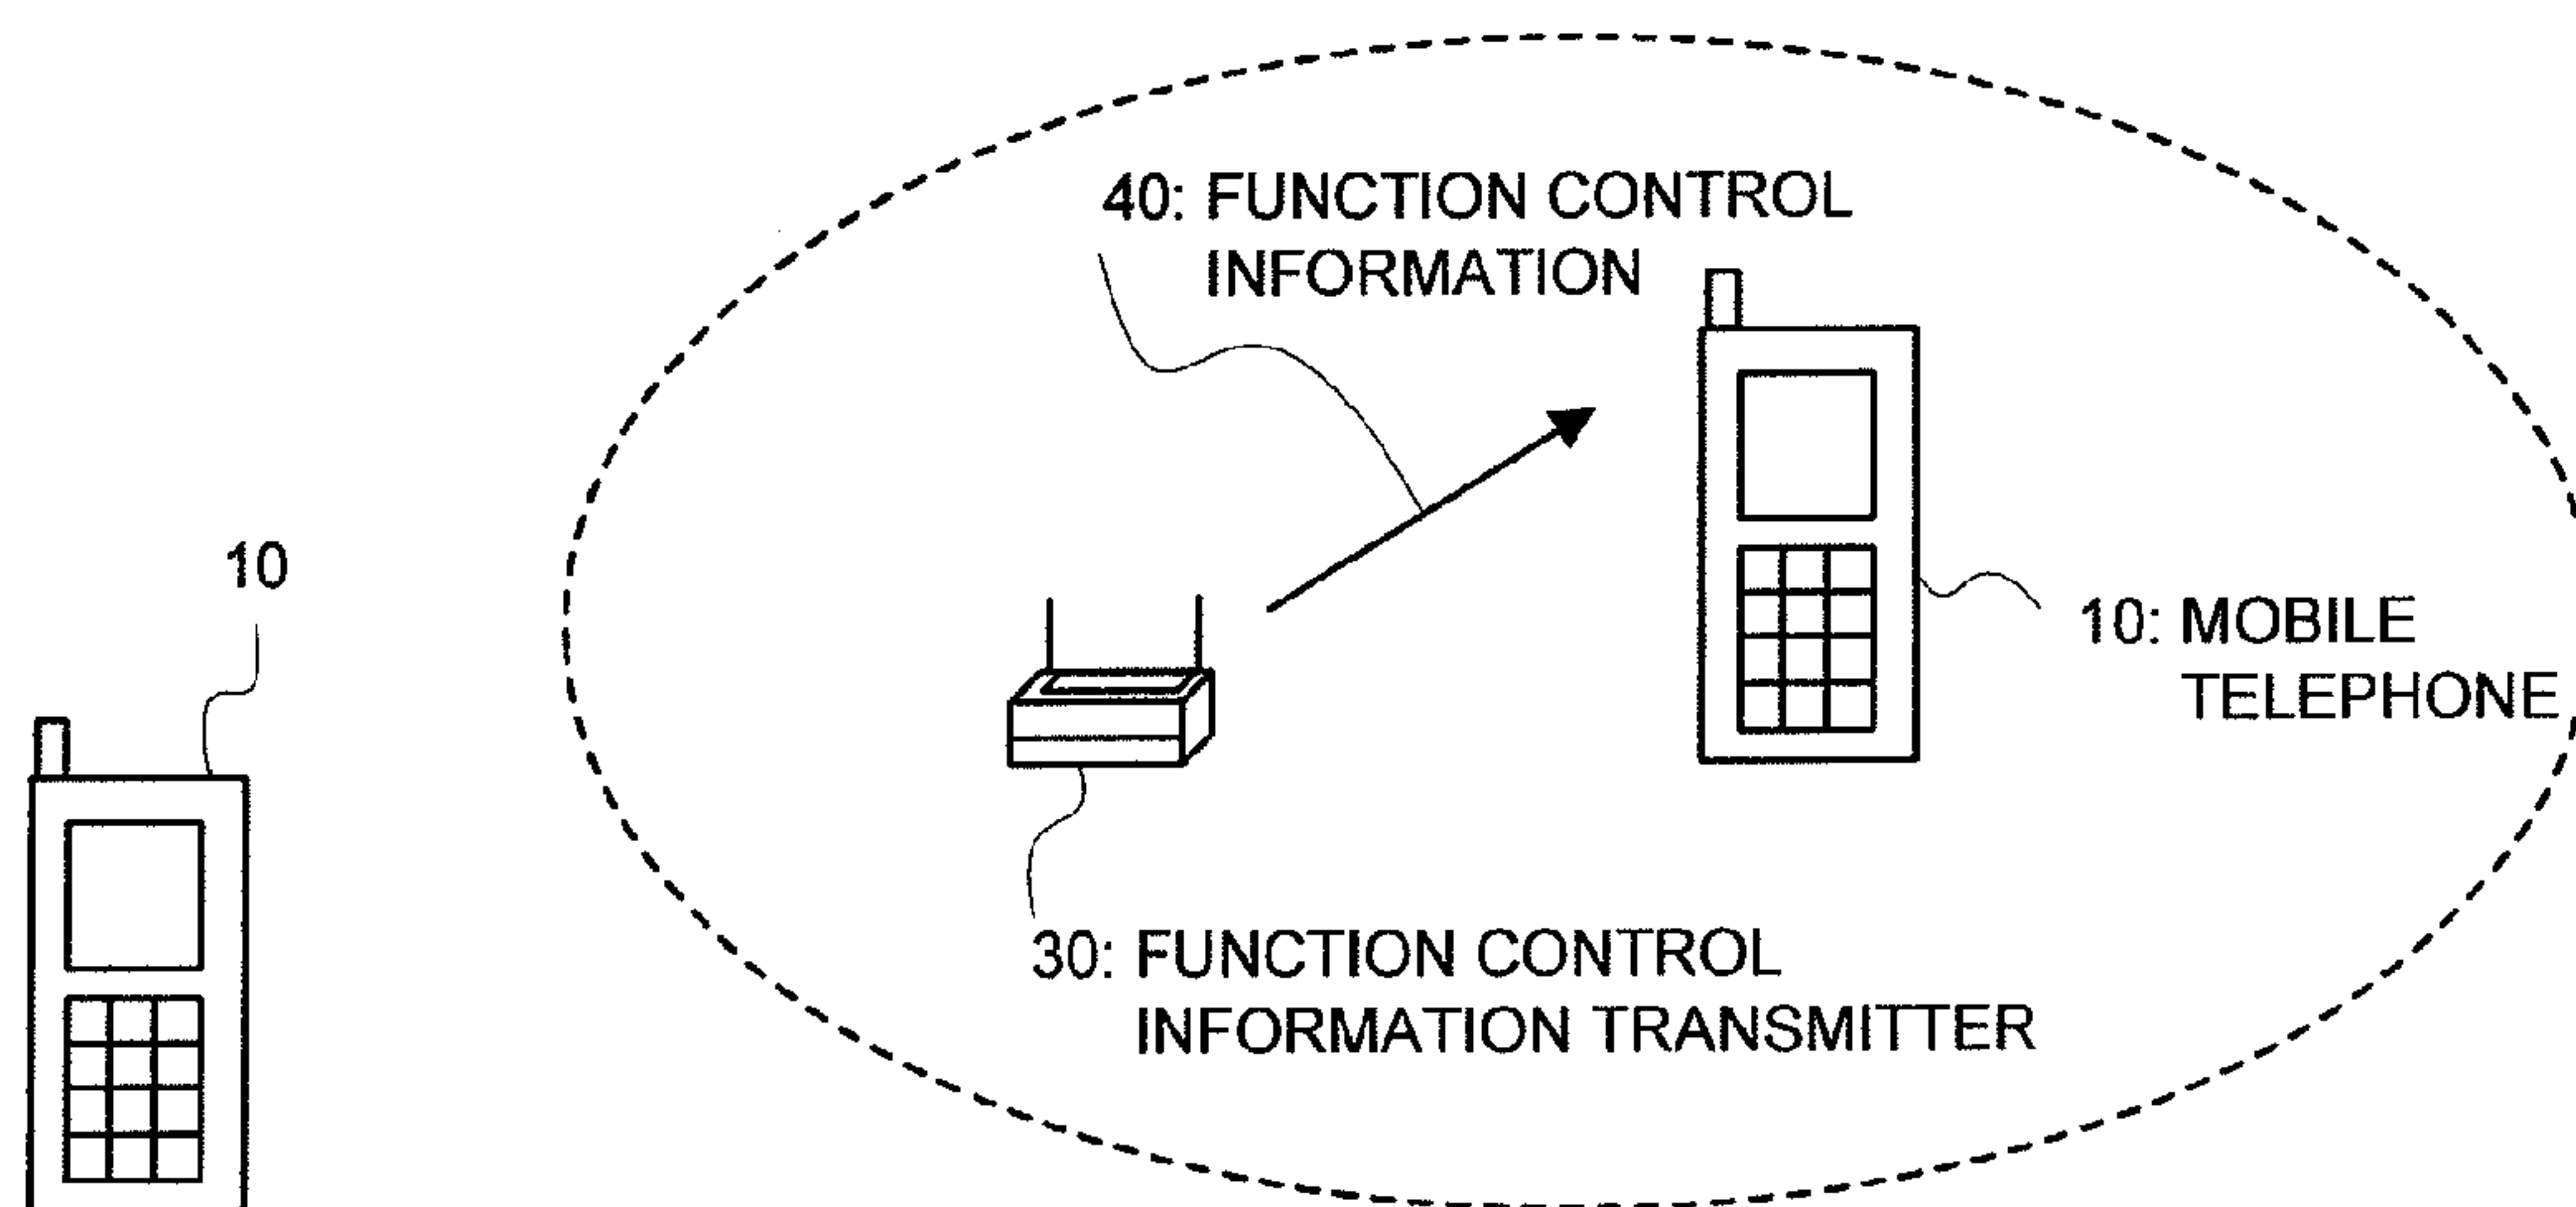 40: FUNCTION CONTROL
INFORMATION
10
10: MOBILE
TELEPHONE
30: FUNCTION CONTROL
INFORMATION TRANSMITTER